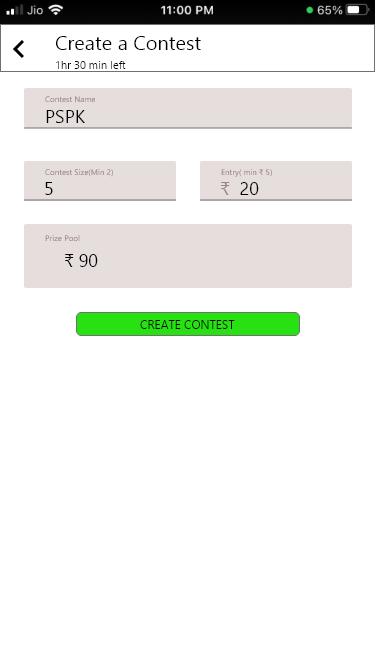 Jio 11:00 PM 65%
Create a Contest
1hr 30 min left
Contest Name
PSPK
Contest Size(Min 2) Entry( min ₹ 5)
5 ₹ 20
Prize Pool
₹ 90
CREATE CONTEST